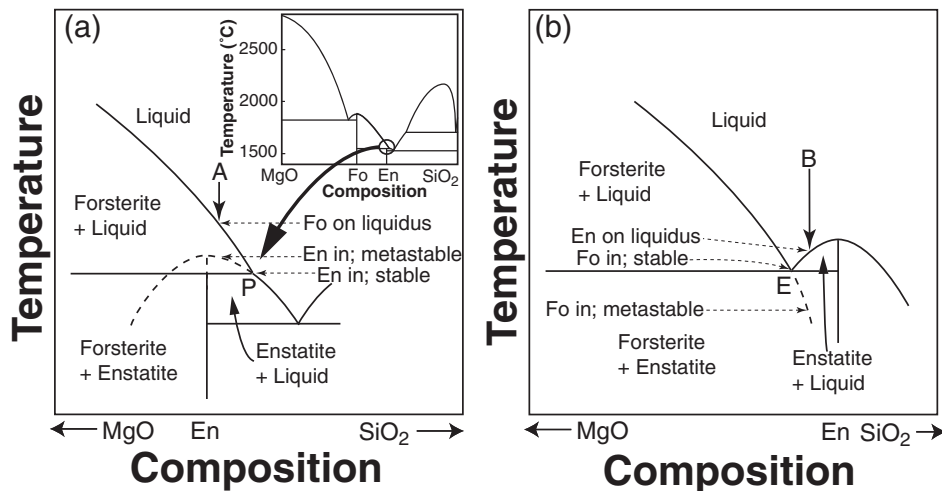 (a)
Temperature
Liquid
A
Forsterite
+ Liquid
Fo on liquidus
En in; metastable
En in; stable
P
Forsterite
+ Enstatite
Enstatite
+ Liquid
MgO
En
SiO2
Composition
Temperature (°C)
2500
2000
1500
MgO
Fo
En
SiO2
Composition
(b)
Temperature
Liquid
B
Forsterite
+ Liquid
En on liquidus
Fo in; stable
E
Fo in; metastable
Forsterite
+ Enstatite
Enstatite
+ Liquid
MgO
En
SiO2
Composition